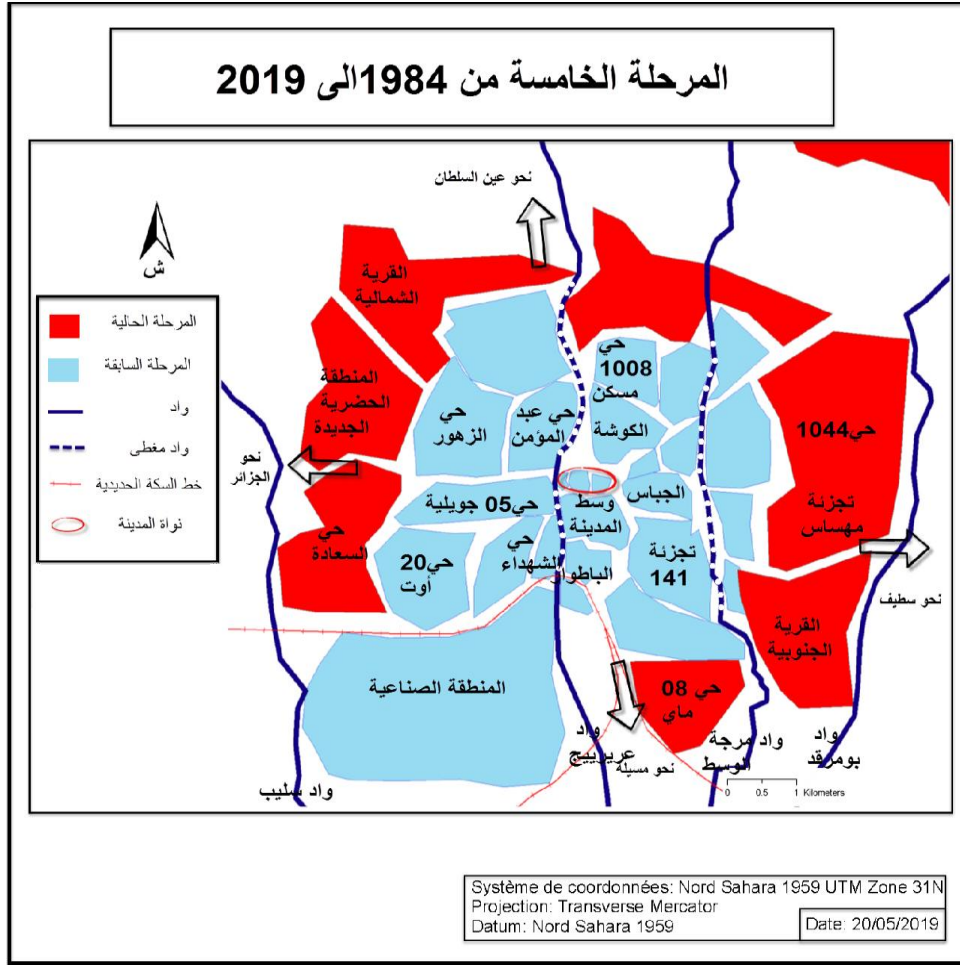 المرحلة الخامسة من 1984الى 2019
نحو عين السلطان
ش
المرحلة الحالية
المرحلة السابقة
واد
واد مغطى
خط السكة الحديدية
نواة المدينة
القرية
الشمالية
المنطقة
الحضرية
الجديدة
نحو
الجزائر
حي
السعادة
حي
الزهور
حي عبد
المؤمن
حي
1008
مسكن
الكوشة
حي1044
تجزئة
مهساس
حي05 جويلية
وسط
المدينة
الجباس
حي20
أوت
حي
الشهداء
الباطوار
تجزئة
141
نحو سطيف
القرية
الجنوبية
المنطقة الصناعية
حي 08
ماي
واد
عريرييج
نحو مسيلة
واد مرجة
الوسط
واد
بومرقد
واد سليب
0 0.5 1 Kilometers
Système de coordonnées: Nord Sahara 1959 UTM Zone 31N
Projection: Transverse Mercator
Datum: Nord Sahara 1959
Date: 20/05/2019